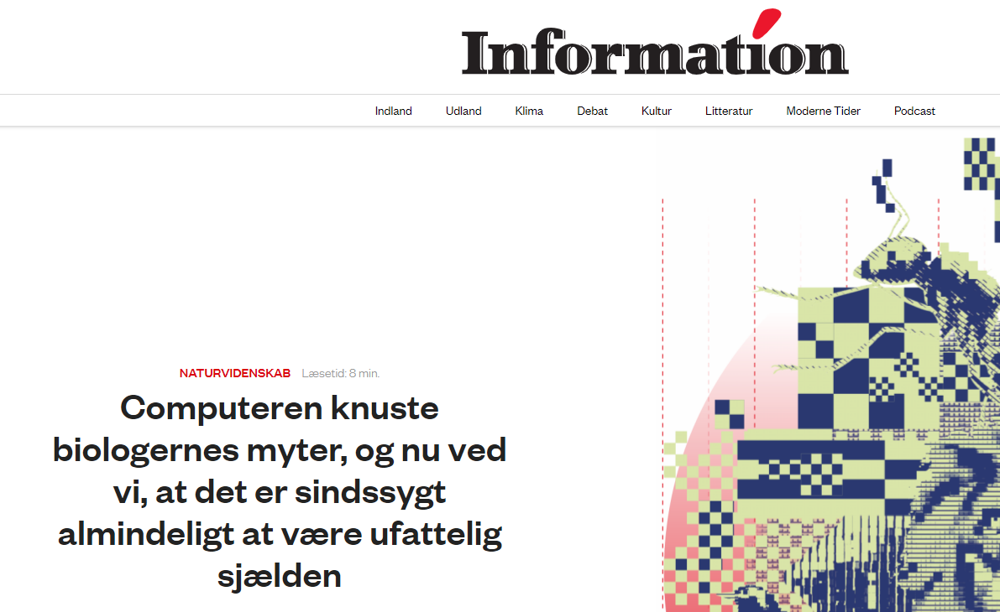 Information
Indland Udland Klima Debat Kultur Litteratur Moderne Tider Podcast
NATURVIDENSKAB Læsetid: 8 min.
Computeren knuste
biologernes myter, og nu ved
vi, at det er sindssygt
almindeligt at være ufattelig
sjælden